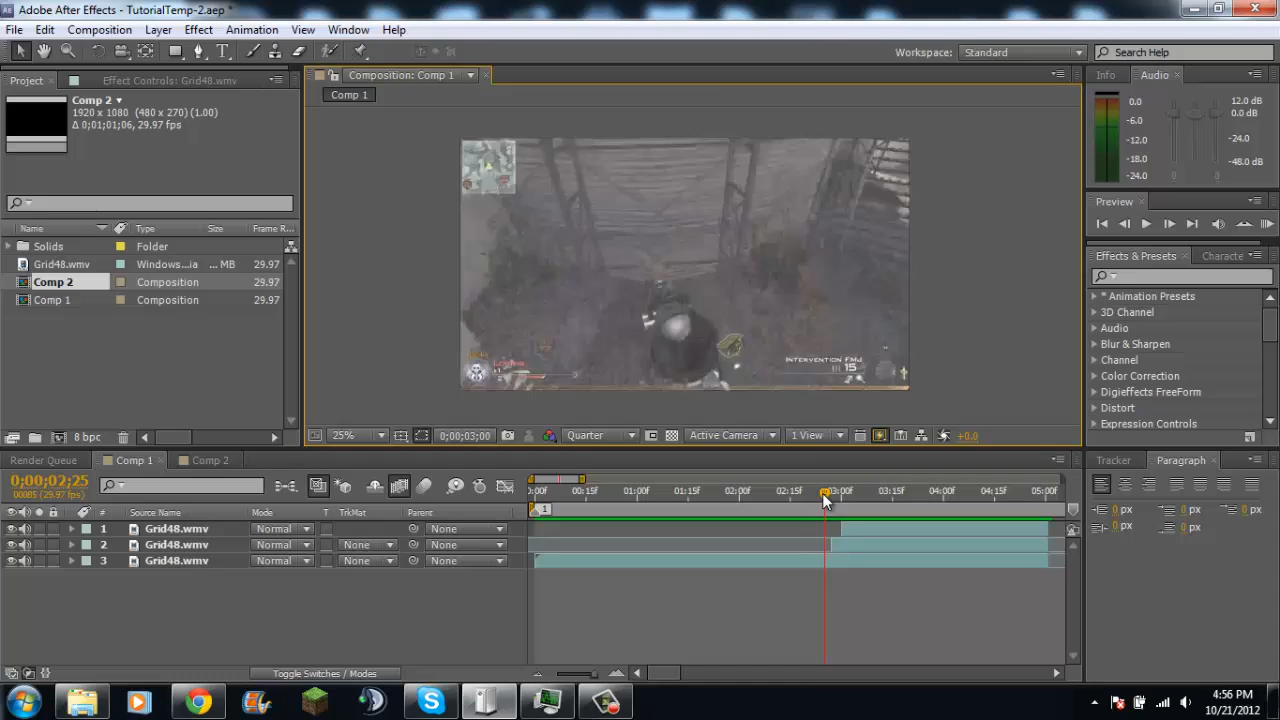 Adobe After Effects - TutorialTemp-2.aep *
File Edit Composition Layer Effect Animation View Window Help
Workspace: Standard Search Help
Project Effect Controls: Grid48.wmv
Comp 2
1920 x 1080 (480 x 270) (1.00)
Δ 0;01;01;06, 29.97 fps
Name Type Size Frame R...
Solids Folder
Grid48.wmv Windows...ia ... MB 29.97
Comp 2 Composition 29.97
Comp 1 Composition 29.97
8 bpc
Composition: Comp 1
Comp 1
INTERVENTION FMJ
15
25% 0;00;03;00 Quarter Active Camera 1 View +0.0
Info Audio
0.0 12.0 dB
-6.0 0.0 dB
-12.0 -24.0
-18.0 -48.0 dB
-24.0
Preview
Effects & Presets Characte
* Animation Presets
3D Channel
Audio
Blur & Sharpen
Channel
Color Correction
Digieffects FreeForm
Distort
Expression Controls
Render Queue Comp 1 Comp 2
0;00;02;25
00085 (29.97 fps)
0:00f 00:15f 01:00f 01:15f 02:00f 02:15f 03:00f 03:15f 04:00f 04:15f 05:00f
1
# Source Name Mode T TrkMat Parent
1 Grid48.wmv Normal None
2 Grid48.wmv Normal None None
3 Grid48.wmv Normal None None
Toggle Switches / Modes
Tracker Paragraph
0 px 0 px 0 px
0 px 0 px
4:56 PM
10/21/2012